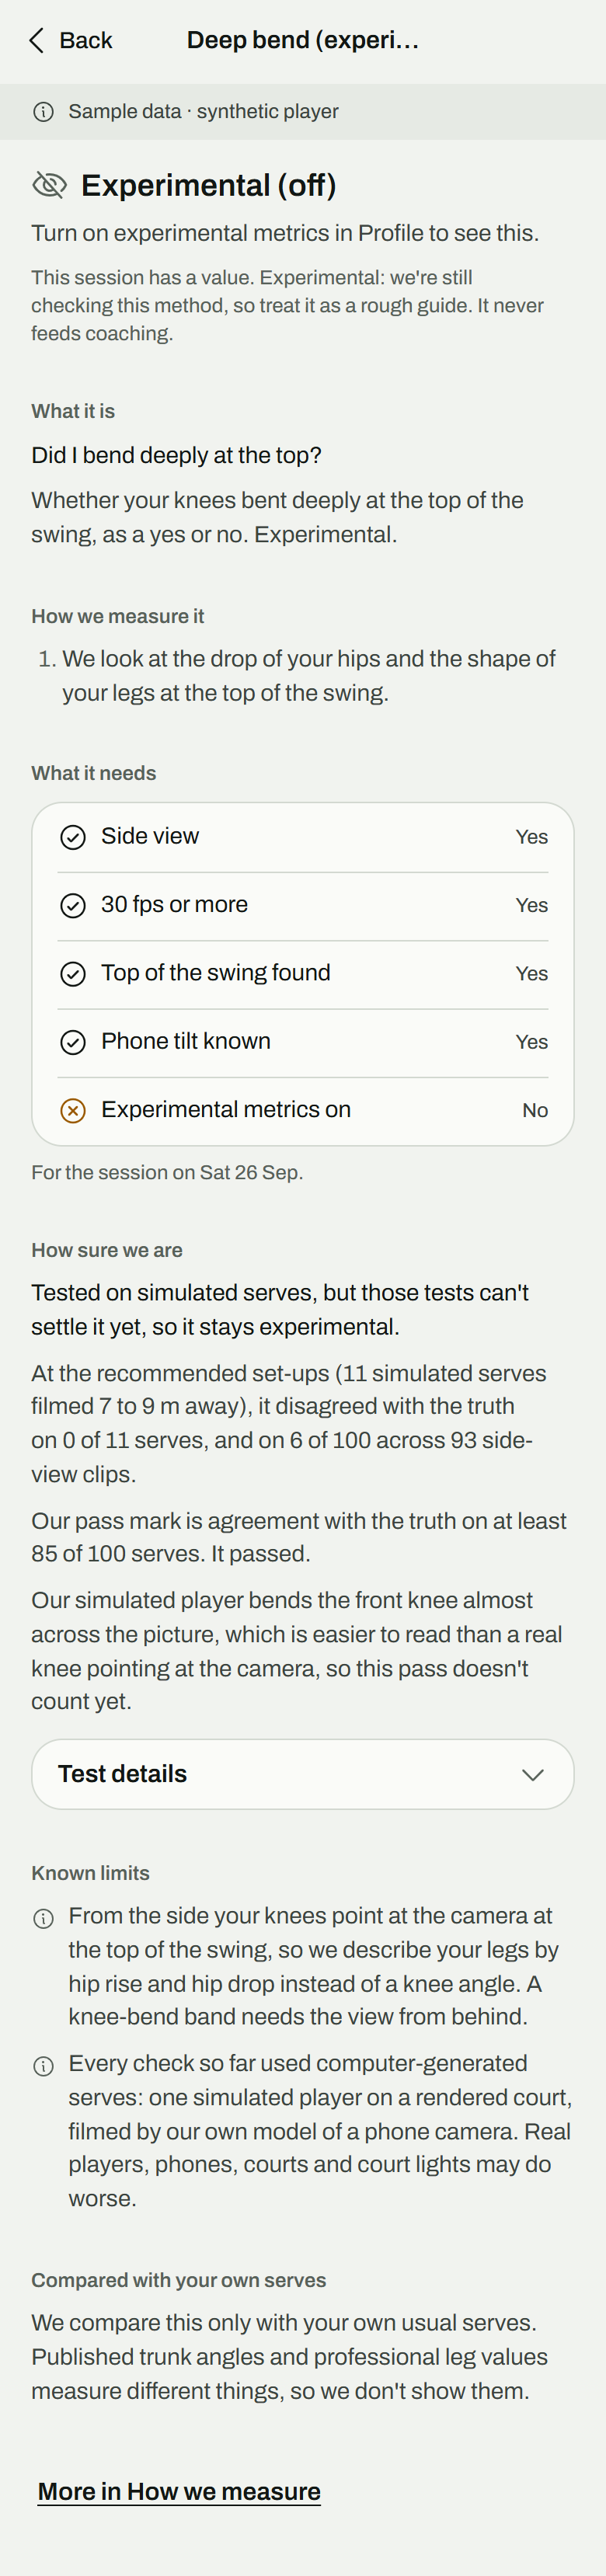 Back
Deep bend (experi...
Sample data · synthetic player
Experimental (off)
Turn on experimental metrics in Profile to see this.
This session has a value. Experimental: we're still
checking this method, so treat it as a rough guide. It never
feeds coaching.
What it is
Did I bend deeply at the top?
Whether your knees bent deeply at the top of the
swing, as a yes or no. Experimental.
How we measure it
1. We look at the drop of your hips and the shape of
your legs at the top of the swing.
What it needs
Side view Yes
30 fps or more Yes
Top of the swing found Yes
Phone tilt known Yes
Experimental metrics on No
For the session on Sat 26 Sep.
How sure we are
Tested on simulated serves, but those tests can't
settle it yet, so it stays experimental.
At the recommended set-ups (11 simulated serves
filmed 7 to 9 m away), it disagreed with the truth
on 0 of 11 serves, and on 6 of 100 across 93 side-
view clips.
Our pass mark is agreement with the truth on at least
85 of 100 serves. It passed.
Our simulated player bends the front knee almost
across the picture, which is easier to read than a real
knee pointing at the camera, so this pass doesn't
count yet.
Test details
Known limits
From the side your knees point at the camera at
the top of the swing, so we describe your legs by
hip rise and hip drop instead of a knee angle. A
knee-bend band needs the view from behind.
Every check so far used computer-generated
serves: one simulated player on a rendered court,
filmed by our own model of a phone camera. Real
players, phones, courts and court lights may do
worse.
Compared with your own serves
We compare this only with your own usual serves.
Published trunk angles and professional leg values
measure different things, so we don't show them.
More in How we measure